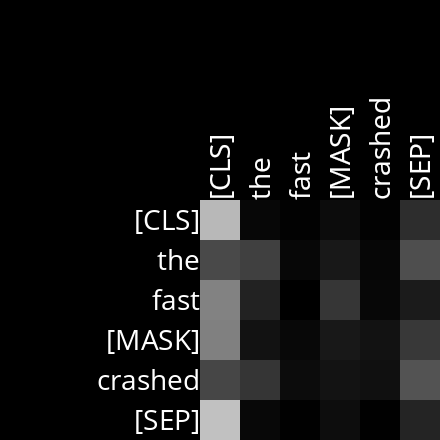 [CLS] the fast [MASK] crashed [SEP]
[CLS]
the
fast
[MASK]
crashed
[SEP]